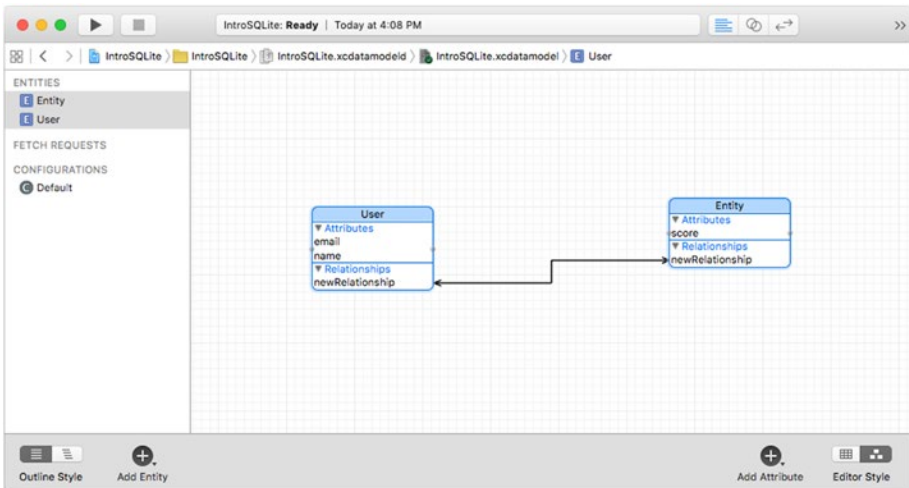 IntroSQLite: Ready | Today at 4:08 PM
IntroSQLite IntroSQLite IntroSQLite.xcdatamodeld IntroSQLite.xcdatamodel E User
ENTITIES
E Entity
E User
FETCH REQUESTS
CONFIGURATIONS
C Default
User
Attributes
email
name
Relationships
newRelationship
Entity
Attributes
score
Relationships
newRelationship
Outline Style
Add Entity
Add Attribute
Editor Style